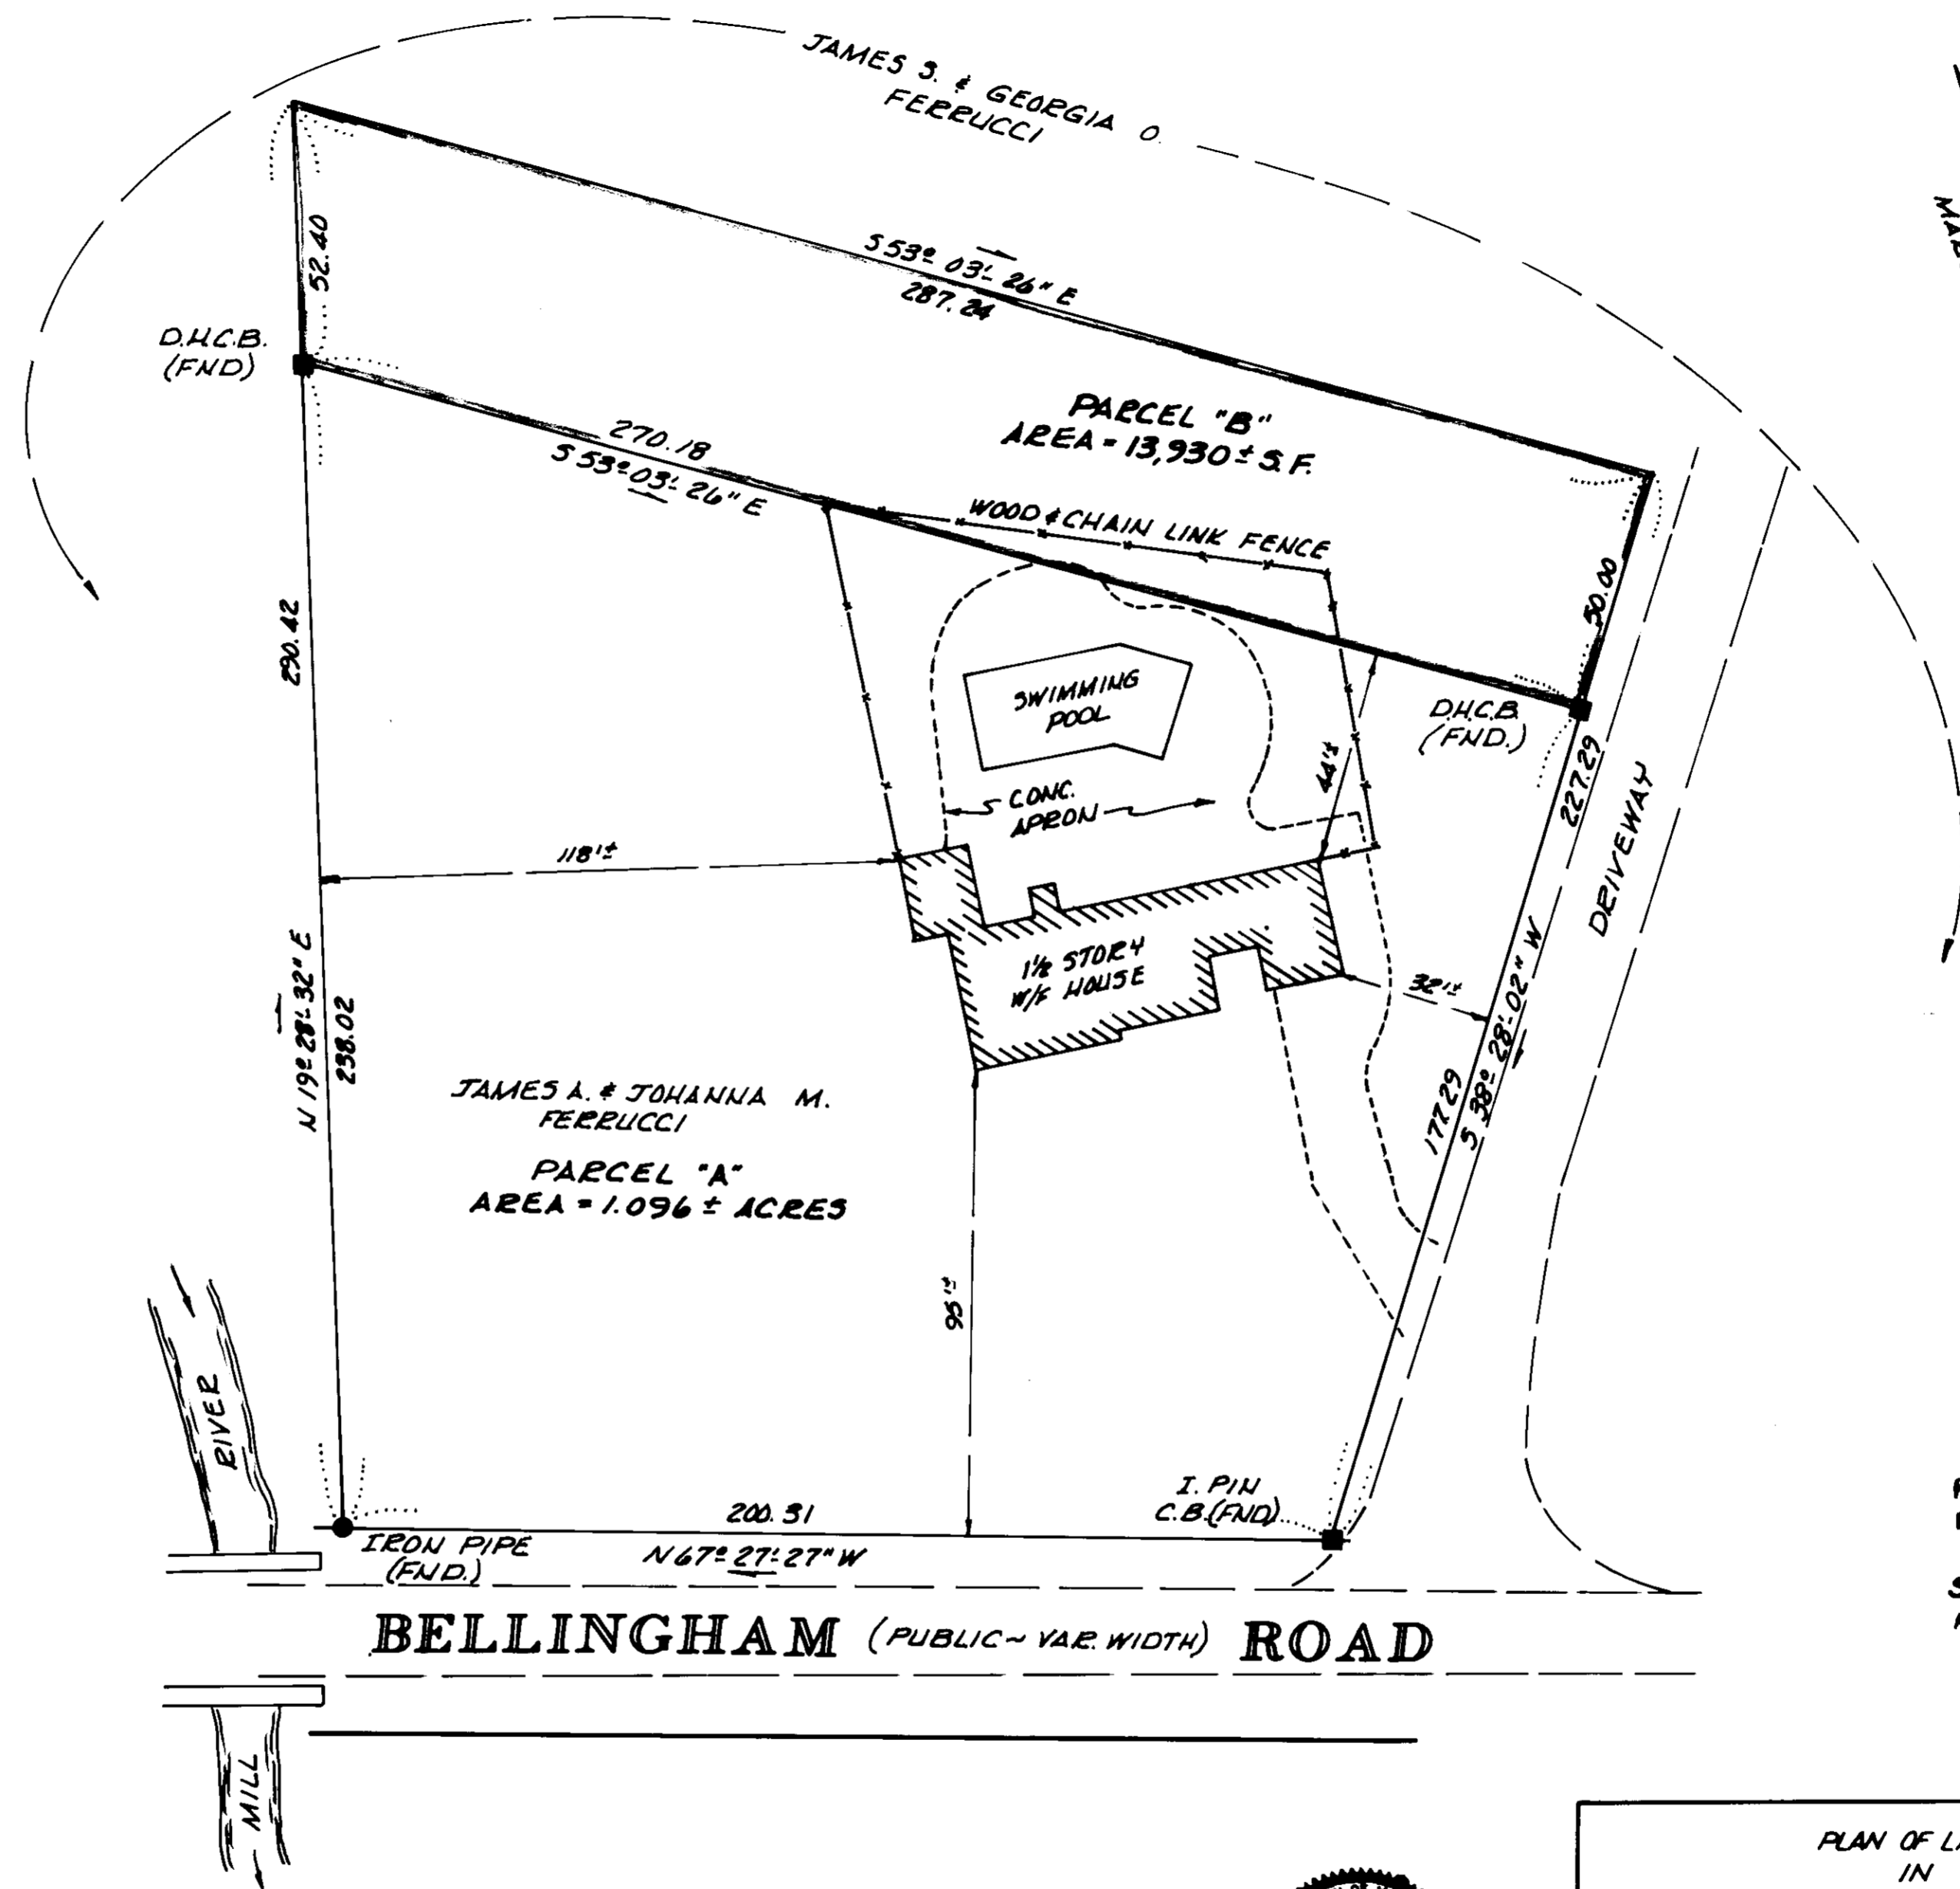 JAMES S. & GEORGIA O.
FERRUCCI
52.40
S 53° 03' 26" E
287.24
D.H.C.B.
(FND)
PARCEL "B"
AREA = 13,930 ± S.F.
270.18
S 53° 03' 26" E
WOOD & CHAIN LINK FENCE
50.00
290.42
SWIMMING
POOL
D.H.C.B.
(FND.)
44'±
227.29
CONC.
APRON
DRIVEWAY
118'±
1½ STORY
W/F HOUSE
32'±
N 19° 28' 32" E
238.02
S 38° 28' 02" W
177.29
JAMES A. & JOHANNA M.
FERRUCCI
PARCEL "A"
AREA = 1.096 ± ACRES
95'±
RIVER
I. PIN
C.B.(FND)
200.31
IRON PIPE
(FND.)
N 67° 27' 27" W
BELLINGHAM (PUBLIC ~ VAR. WIDTH) ROAD
MILL
PLAN OF
IN